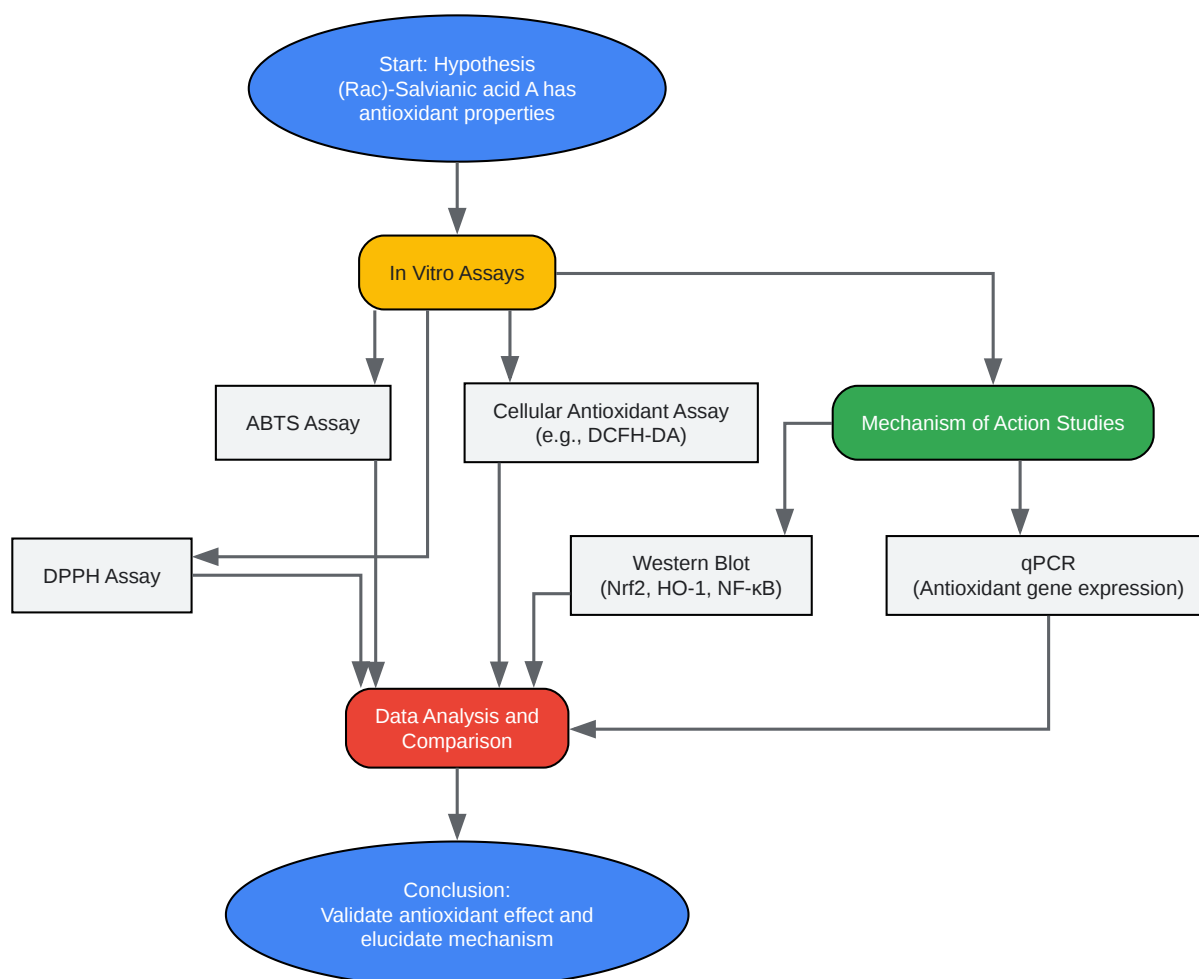 Start: Hypothesis
(Rac)-Salvianic acid A has
antioxidant properties
In Vitro Assays
ABTS Assay
Cellular Antioxidant Assay
(e.g., DCFH-DA)
Mechanism of Action Studies
DPPH Assay
Western Blot
(Nrf2, HO-1, NF-κB)
qPCR
(Antioxidant gene expression)
Data Analysis and
Comparison
Conclusion:
Validate antioxidant effect and
elucidate mechanism